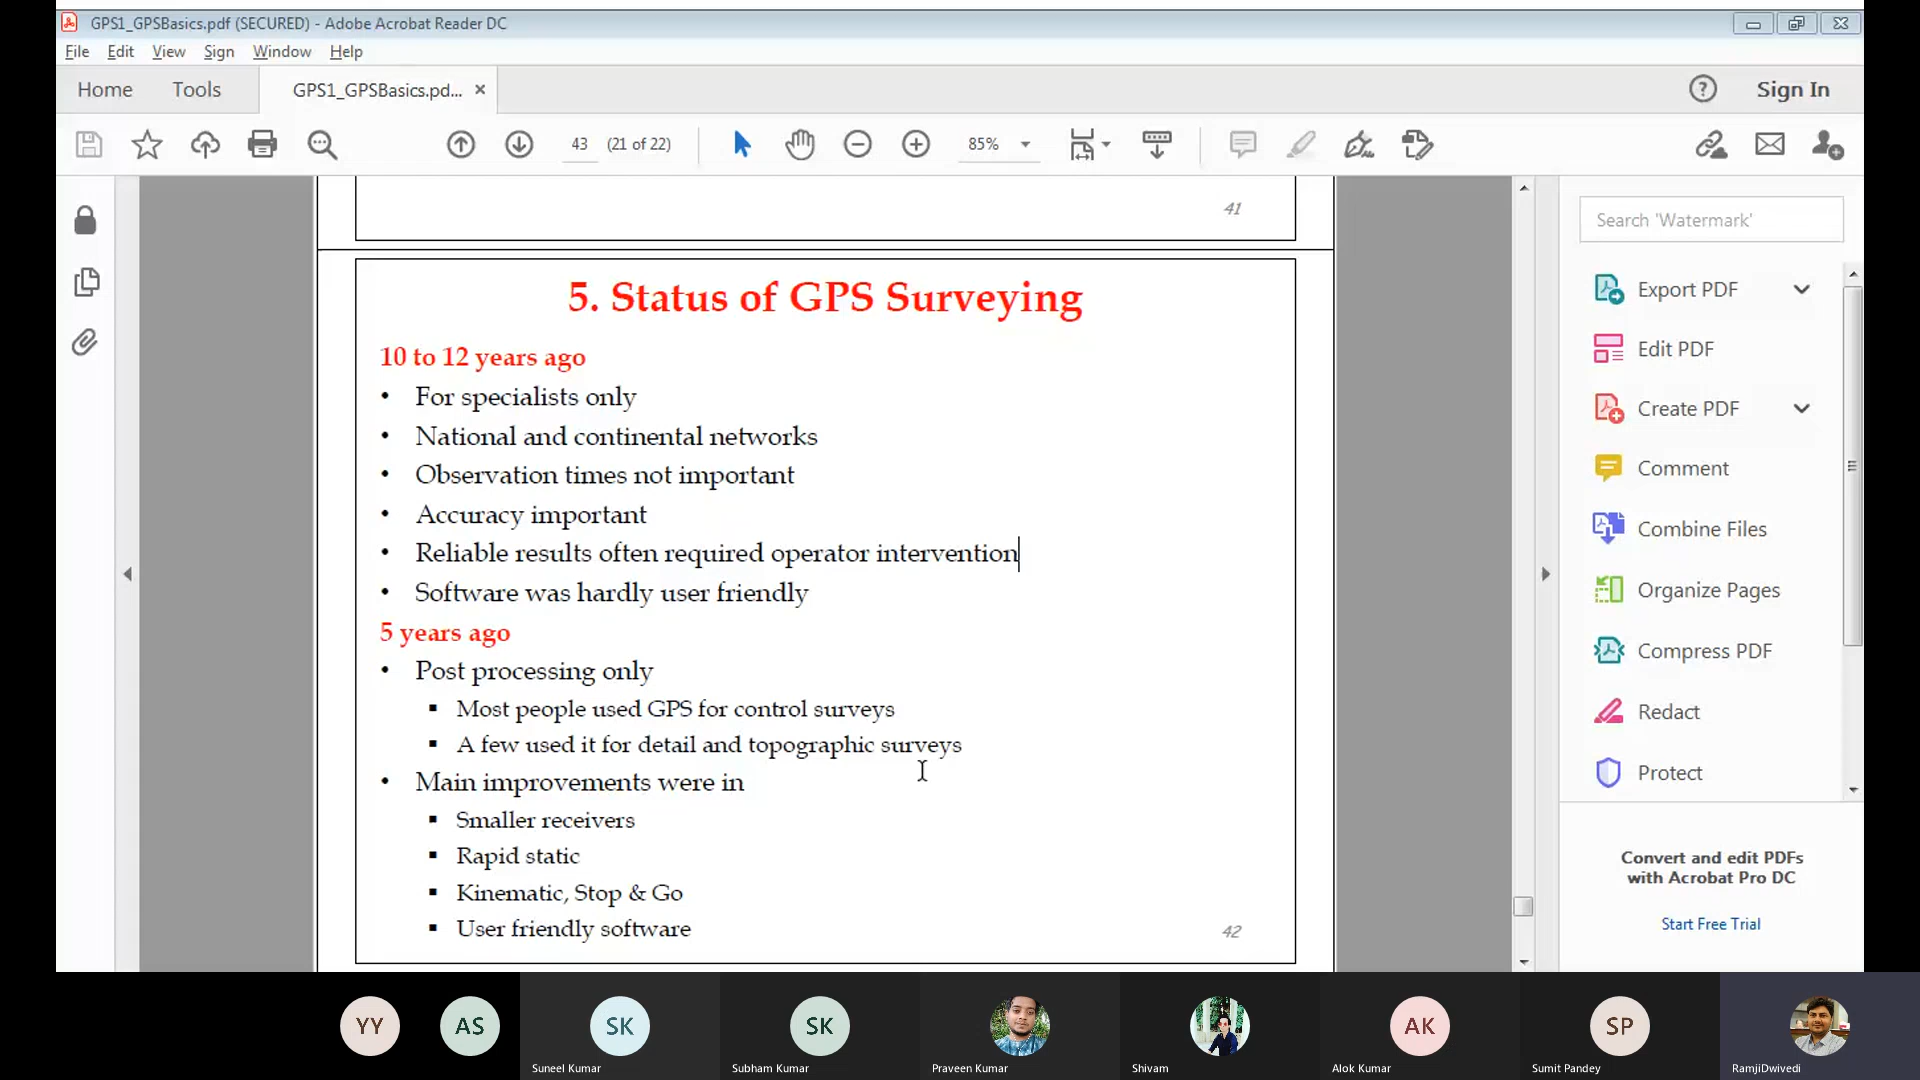 GPS1_GPSBasics.pdf (SECURED) - Adobe Acrobat Reader DC
File Edit View Sign Window Help
Home Tools GPS1_GPSBasics.pd... × Sign In
43 (21 of 22) 85%
41
Search 'Watermark'
5. Status of GPS Surveying
10 to 12 years ago
• For specialists only
• National and continental networks
• Observation times not important
• Accuracy important
• Reliable results often required operator intervention
• Software was hardly user friendly
5 years ago
• Post processing only
▪ Most people used GPS for control surveys
▪ A few used it for detail and topographic surveys
• Main improvements were in
▪ Smaller receivers
▪ Rapid static
▪ Kinematic, Stop & Go
▪ User friendly software
42
Export PDF
Edit PDF
Create PDF
Comment
Combine Files
Organize Pages
Compress PDF
Redact
Protect
Convert and edit PDFs
with Acrobat Pro DC
Start Free Trial
YY AS SK SK AK SP
Suneel Kumar Subham Kumar Praveen Kumar Shivam Alok Kumar Sumit Pandey RamjiDwivedi